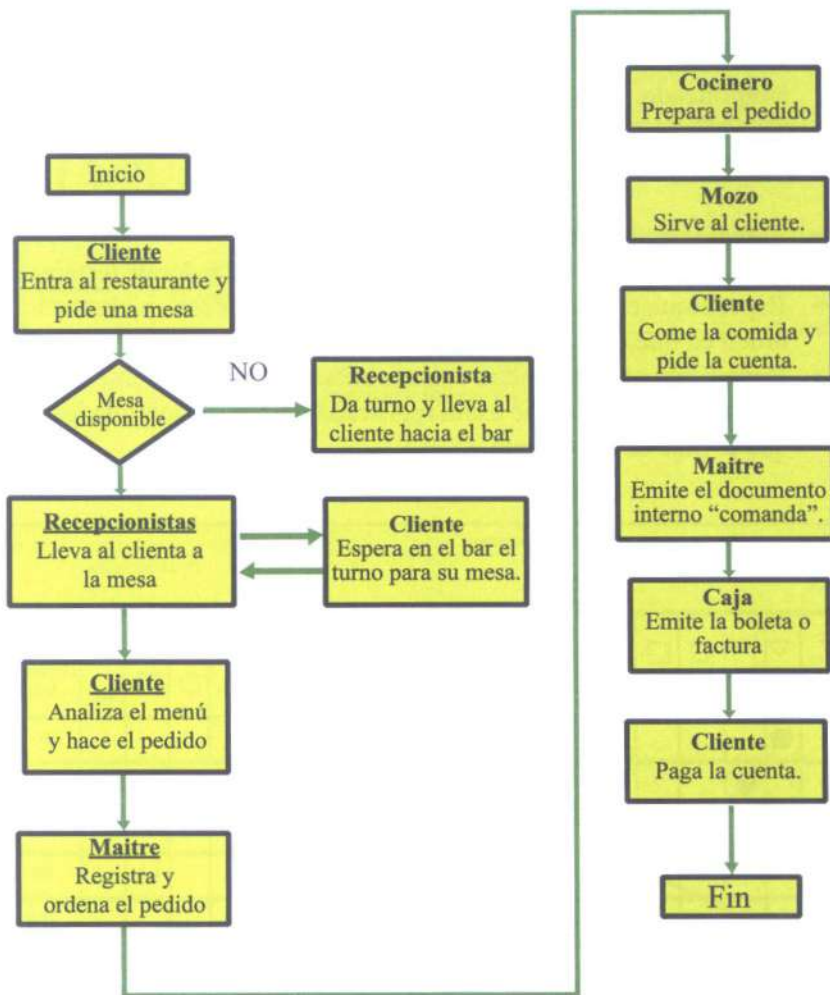 Inicio
Cliente
Entra al restaurante y
pide una mesa
Mesa
disponible
NO
Recepcionista
Da turno y lleva al
cliente hacia el bar
Recepcionistas
Lleva al clienta a
la mesa
Cliente
Espera en el bar el
turno para su mesa.
Cliente
Analiza el menú
y hace el pedido
Maitre
Registra y
ordena el pedido
Cocinero
Prepara el pedido
Mozo
Sirve al cliente.
Cliente
Come la comida y
pide la cuenta.
Maitre
Emite el documento
interno “comanda”.
Caja
Emite la boleta o
factura
Cliente
Paga la cuenta.
Fin